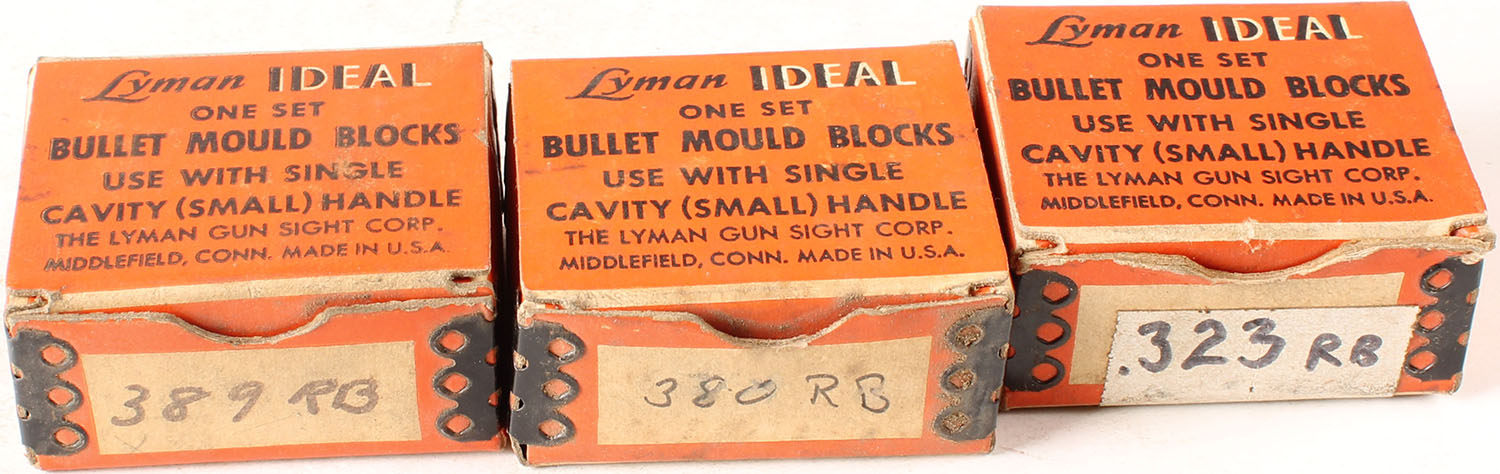 Lyman IDEAL
ONE SET
BULLET MOULD BLOCKS
USE WITH SINGLE
CAVITY (SMALL) HANDLE
THE LYMAN GUN SIGHT CORP.
MIDDLEFIELD, CONN. MADE IN U.S.A.
389 RB
Lyman IDEAL
ONE SET
BULLET MOULD BLOCKS
USE WITH SINGLE
CAVITY (SMALL) HANDLE
THE LYMAN GUN SIGHT CORP.
MIDDLEFIELD, CONN. MADE IN U.S.A.
380 RB
Lyman IDEAL
ONE SET
BULLET MOULD BLOCKS
USE WITH SINGLE
CAVITY (SMALL) HANDLE
THE LYMAN GUN SIGHT CORP.
MIDDLEFIELD, CONN. MADE IN U.S.A.
.323 RB